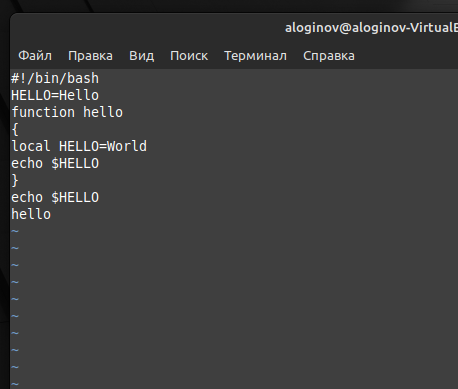 aloginov@aloginov-Virtual
Файл Правка Вид Поиск Терминал Справка
#!/bin/bash
HELLO=Hello
function hello
{
local HELLO=World
echo $HELLO
}
echo $HELLO
hello
~
~
~
~
~
~
~
~
~
~